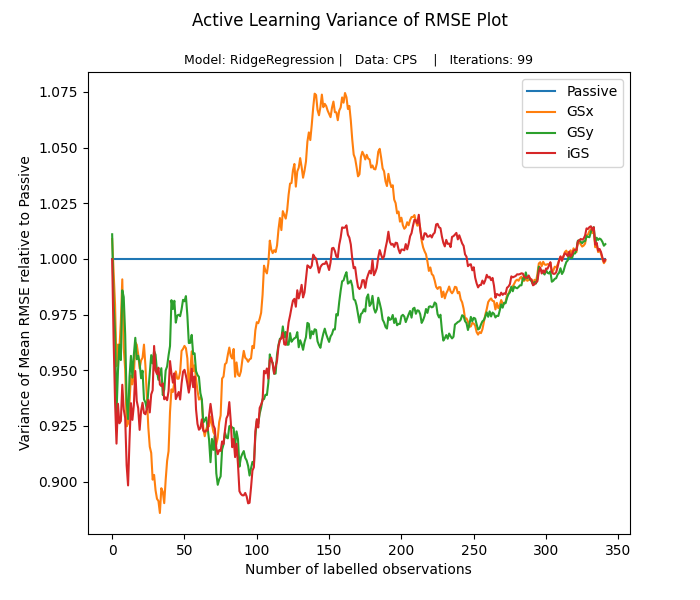 Active Learning Variance of RMSE Plot
Model: RidgeRegression | Data: CPS | Iterations: 99
Variance of Mean RMSE relative to Passive
1.075
1.050
1.025
1.000
0.975
0.950
0.925
0.900
Passive
GSx
GSy
iGS
0 50 100 150 200 250 300 350
Number of labelled observations